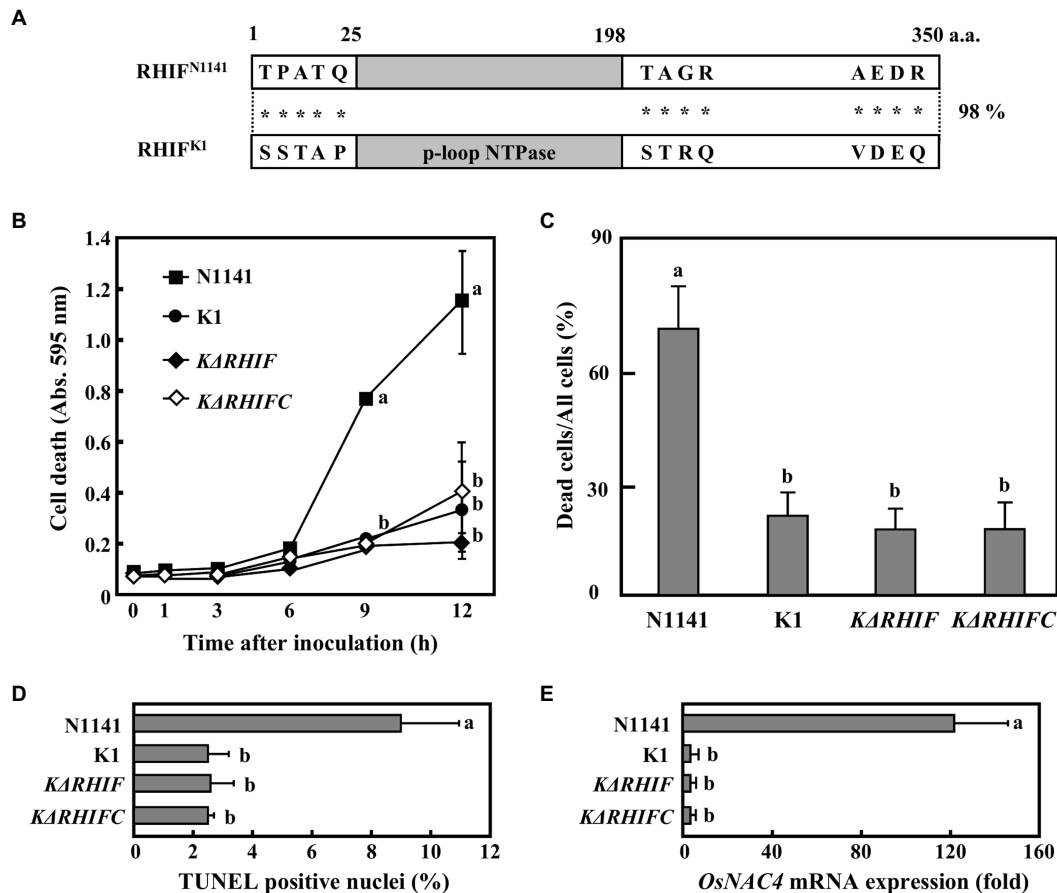 A
1 25 198 350 a.a.
RHIF^N1141 T P A T Q T A G R A E D R
* * * * * * * * * * * * * 98 %
RHIF^K1 S S T A P p-loop NTPase S T R Q V D E Q
B
Cell death (Abs. 595 nm)
1.4
1.2
1.0
0.8
0.6
0.4
0.2
0
N1141
K1
KΔRHIF
KΔRHIFC
a
a
b
b
b
b
0 1 3 6 9 12
Time after inoculation (h)
C
Dead cells/All cells (%)
90
60
30
0
a
b
b
b
N1141 K1 KΔRHIF KΔRHIFC
D
N1141 a
K1 b
KΔRHIF b
KΔRHIFC b
0 2 4 6 8 10 12
TUNEL positive nuclei (%)
E
N1141 a
K1 b
KΔRHIF b
KΔRHIFC b
0 40 80 120 160
OsNAC4 mRNA expression (fold)